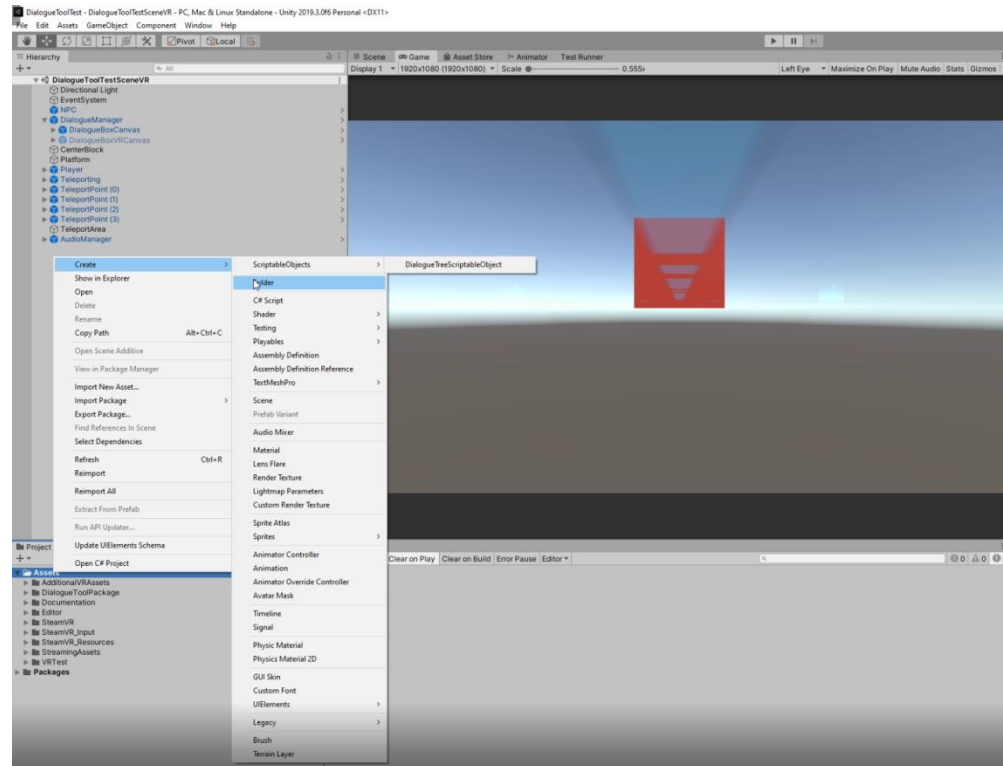 DialogueToolTest - DialogueToolTestSceneVR - PC, Mac & Linux Standalone - Unity 2019.3.0f6 Personal <DX11>
File Edit Assets GameObject Component Window Help
Pivot Local
Hierarchy
All
DialogueToolTestSceneVR
Directional Light
EventSystem
NPC
DialogueManager
DialogueBoxCanvas
DialogueBoxVRCanvas
CenterBlock
Platform
Player
Teleporting
TeleportPoint (0)
TeleportPoint (1)
TeleportPoint (2)
TeleportPoint (3)
TeleportArea
AudioManager
Scene Game Asset Store Animator Test Runner
Display 1 1920x1080 (1920x1080) Scale 0.555x Left Eye Maximize On Play Mute Audio Stats Gizmos
Create
Show in Explorer
Open
Delete
Rename
Copy Path Alt+Ctrl+C
Open Scene Additive
View in Package Manager
Import New Asset...
Import Package
Export Package...
Find References In Scene
Select Dependencies
Refresh Ctrl+R
Reimport
Reimport All
Extract From Prefab
Run API Updater...
Update UIElements Schema
Open C# Project
ScriptableObjects
Folder
C# Script
Shader
Testing
Playables
Assembly Definition
Assembly Definition Reference
TextMeshPro
Scene
Prefab Variant
Audio Mixer
Material
Lens Flare
Render Texture
Lightmap Parameters
Custom Render Texture
Sprite Atlas
Sprites
Animator Controller
Animation
Animator Override Controller
Avatar Mask
Timeline
Signal
Physic Material
Physics Material 2D
GUI Skin
Custom Font
UIElements
Legacy
Brush
Terrain Layer
DialogueTreeScriptableObject
Project
Clear on Play Clear on Build Error Pause Editor
0 0 0
Assets
AdditionalVRAssets
DialogueToolPackage
Documentation
Editor
SteamVR
SteamVR_Input
SteamVR_Resources
StreamingAssets
VRTest
Packages